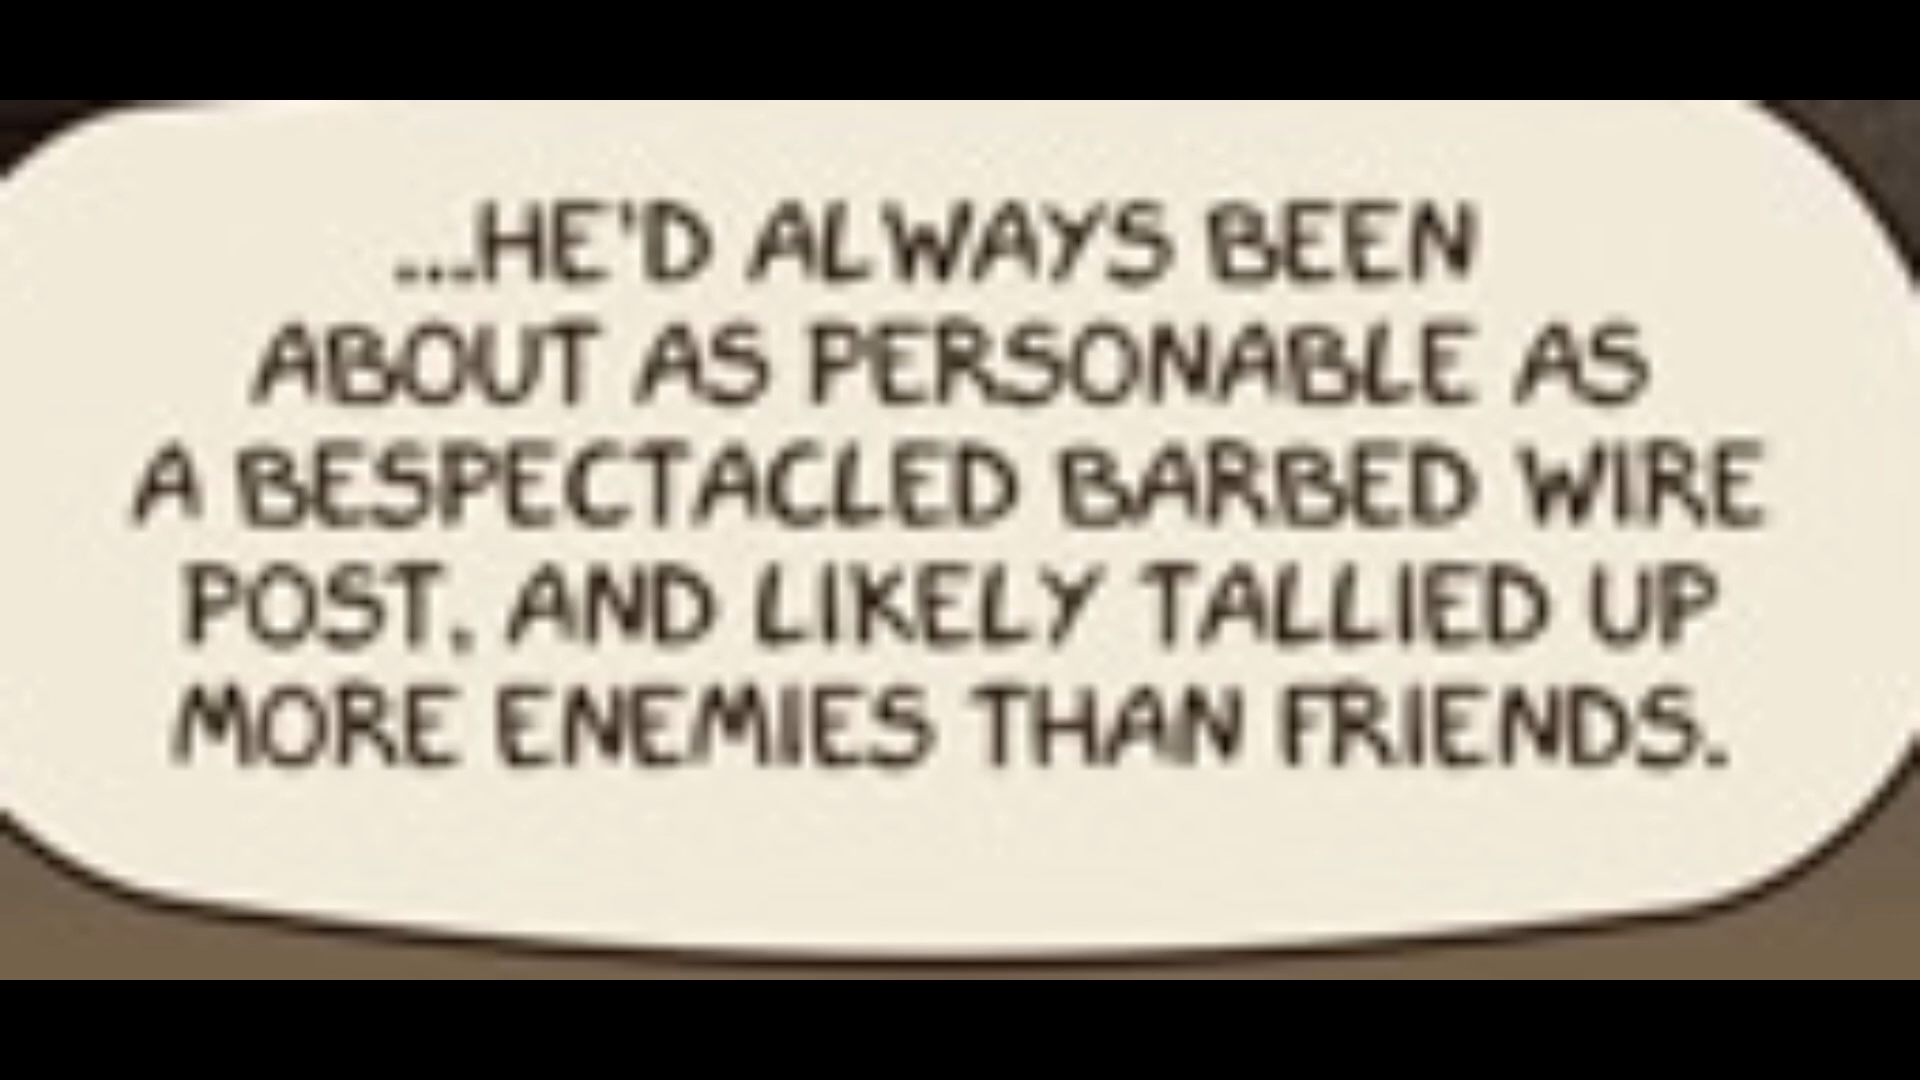 ...HE'D ALWAYS BEEN
ABOUT AS PERSONABLE AS
A BESPECTACLED BARBED WIRE
POST, AND LIKELY TALLIED UP
MORE ENEMIES THAN FRIENDS.